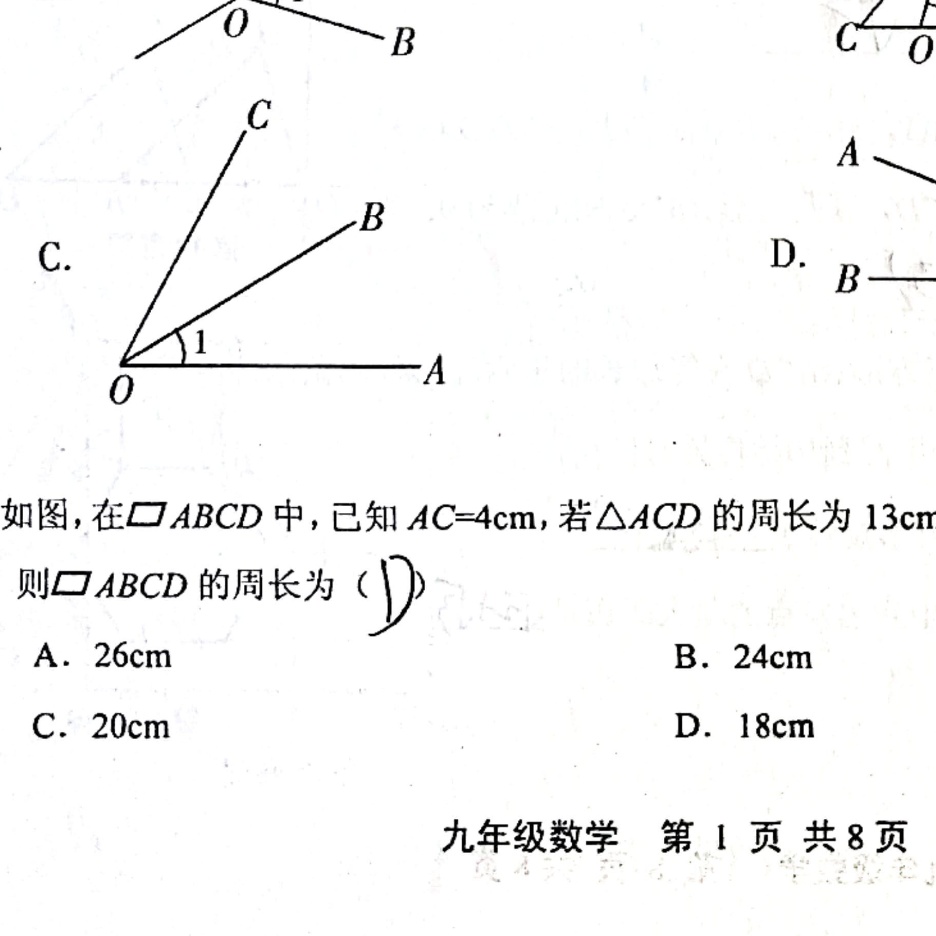 O
B
C
O
C
B
C.
1
O
A
A
D.
B
如图,在▱ABCD 中,已知 AC=4cm,若△ACD 的周长为 13cm
则▱ABCD 的周长为(D)
A. 26cm
B. 24cm
C. 20cm
D. 18cm
九年级数学 第 1 页 共 8 页